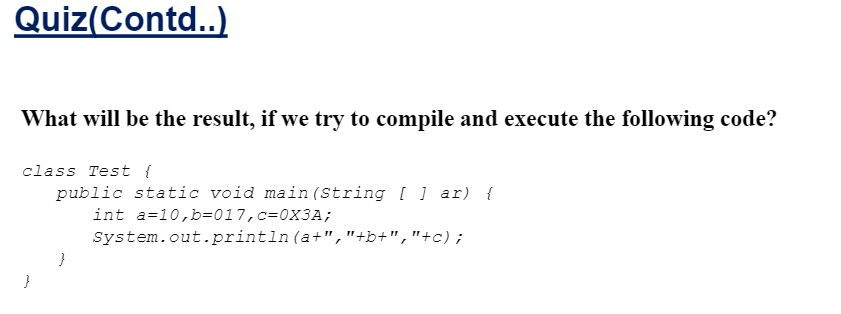 Quiz(Contd..)
What will be the result, if we try to compile and execute the following code?
class Test {
public static void main(String [ ] ar) {
int a=10,b=017,c=0X3A;
System.out.println(a+","+b+","+c);
}
}